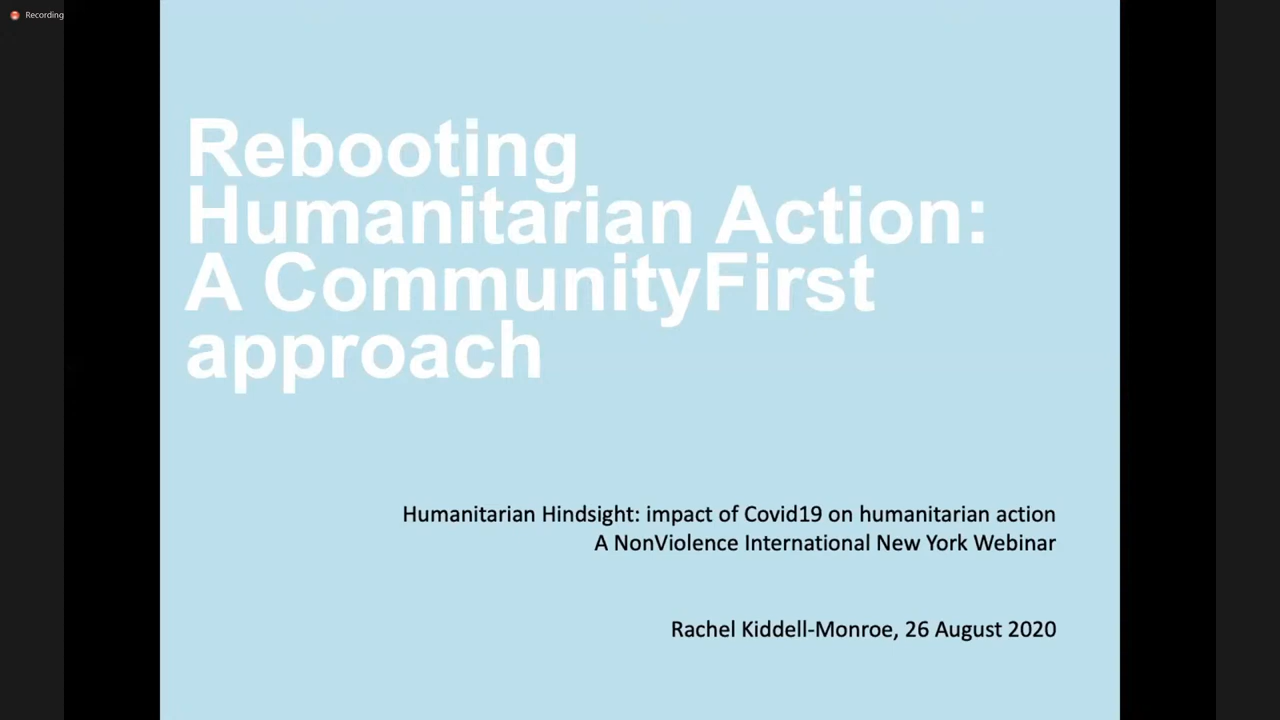 Recording
Rebooting
Humanitarian Action:
A CommunityFirst
approach
Humanitarian Hindsight: impact of Covid19 on humanitarian action
A NonViolence International New York Webinar
Rachel Kiddell-Monroe, 26 August 2020